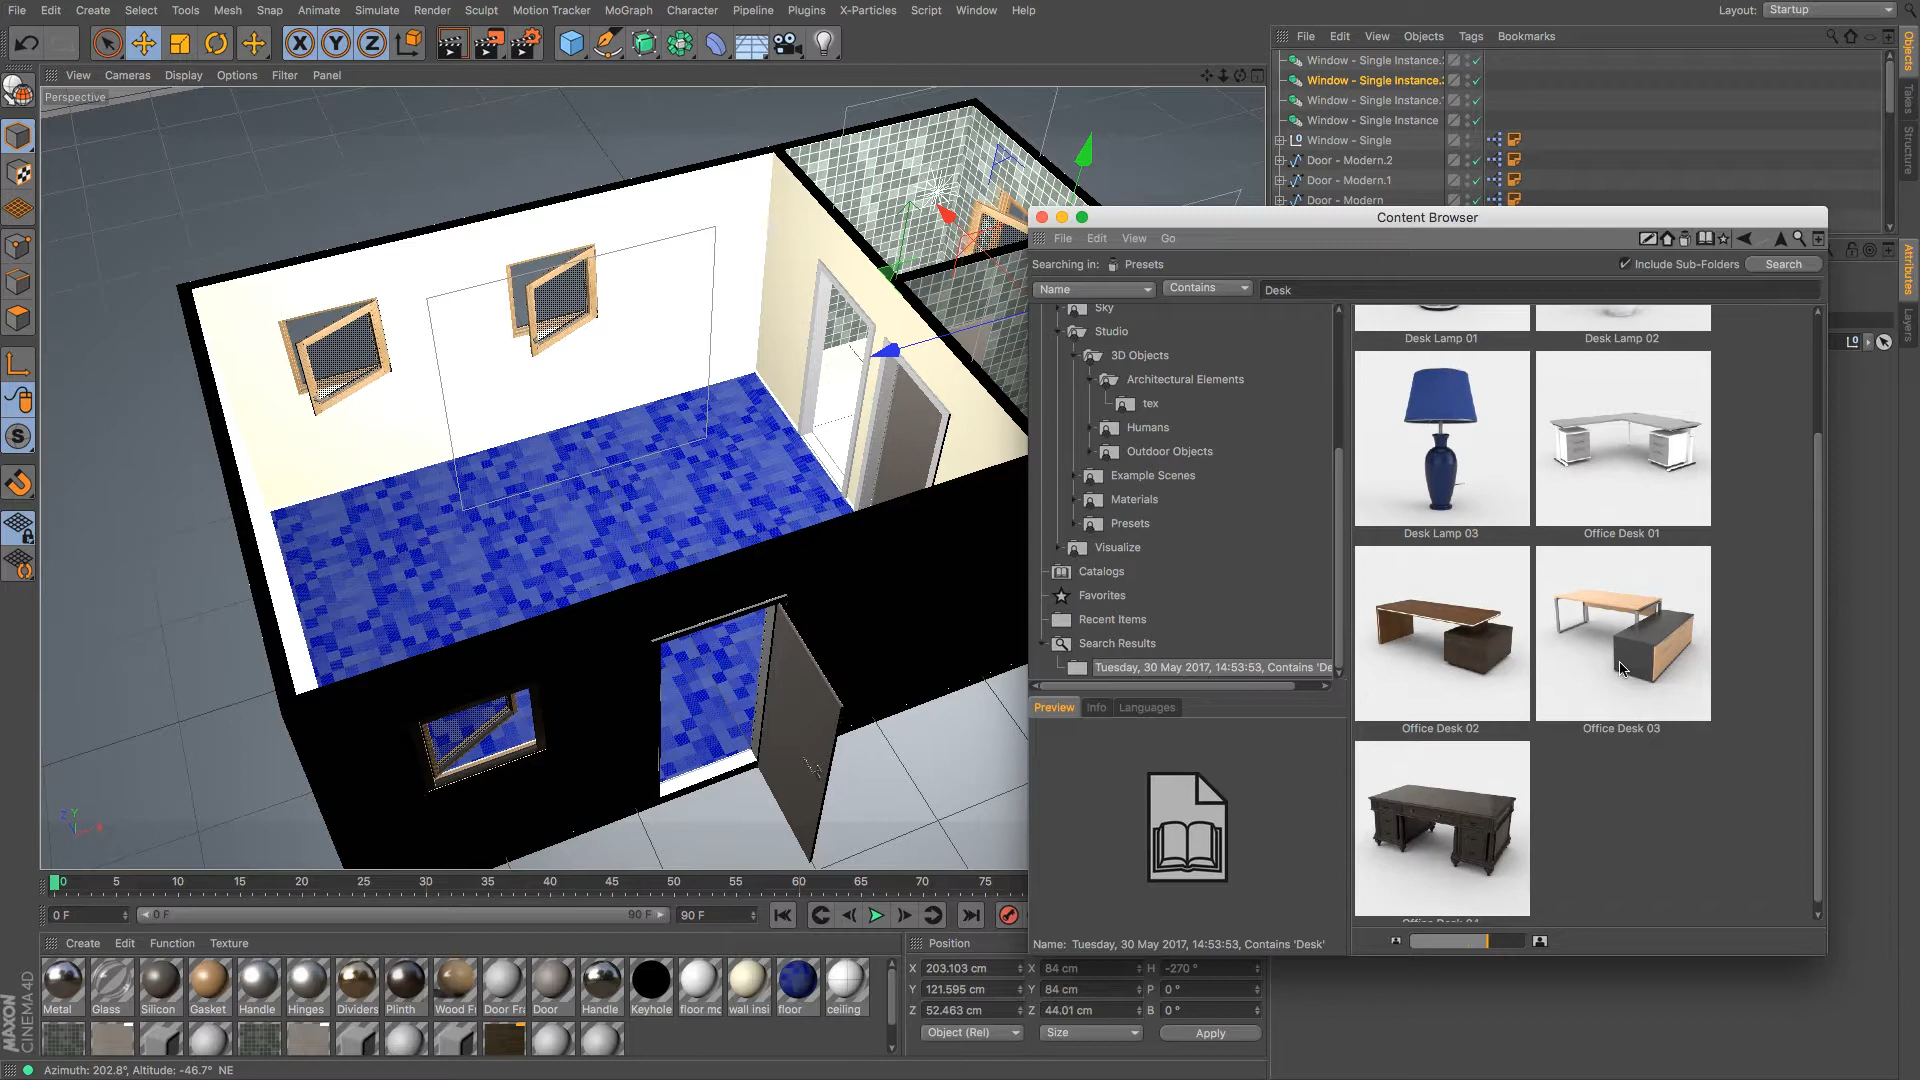 File Edit Create Select Tools Mesh Snap Animate Simulate Render Sculpt Motion Tracker MoGraph Character Pipeline Plugins X-Particles Script Window Help
Layout: Startup
X Y Z
File Edit View Objects Tags Bookmarks
View Cameras Display Options Filter Panel
Perspective
Window - Single Instance.
Window - Single Instance.
Window - Single Instance.
Window - Single Instance
Window - Single
Door - Modern.2
Door - Modern.1
Door - Modern
Objects
Takes
Structure
Attributes
Layers
Content Browser
File Edit View Go
Searching in: Presets
Include Sub-Folders Search
Name Contains Desk
Sky
Studio
3D Objects
Architectural Elements
tex
Humans
Outdoor Objects
Example Scenes
Materials
Presets
Visualize
Catalogs
Favorites
Recent Items
Search Results
Tuesday, 30 May 2017, 14:53:53, Contains 'De
Desk Lamp 01 Desk Lamp 02
Desk Lamp 03 Office Desk 01
Office Desk 02 Office Desk 03
Preview Info Languages
Name: Tuesday, 30 May 2017, 14:53:53, Contains 'Desk'
Z Y X
0 5 10 15 20 25 30 35 40 45 50 55 60 65 70 75
0 F 0 F 90 F 90 F
Create Edit Function Texture
Position
Metal Glass Silicon Gasket Handle Hinges Dividers Plinth Wood F Door Fra Door Handle Keyhole floor mo wall insi floor ceiling
X 203.103 cm X 84 cm H -270 °
Y 121.595 cm Y 84 cm P 0 °
Z 52.463 cm Z 44.01 cm B 0 °
Object (Rel) Size Apply
MAXON
CINEMA 4D
Azimuth: 202.8°, Altitude: -46.7° NE